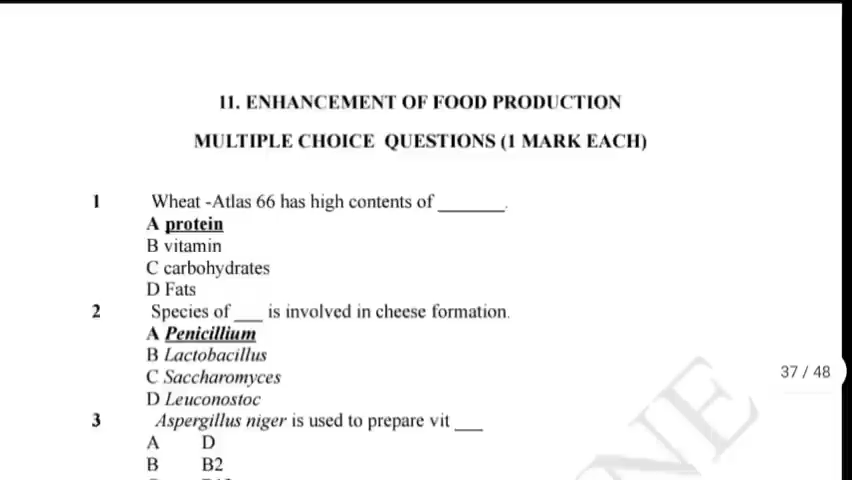 11. ENHANCEMENT OF FOOD PRODUCTION
MULTIPLE CHOICE QUESTIONS (1 MARK EACH)
1 Wheat -Atlas 66 has high contents of _______.
A protein
B vitamin
C carbohydrates
D Fats
2 Species of ___ is involved in cheese formation.
A Penicillium
B Lactobacillus
C Saccharomyces
D Leuconostoc
37 / 48
3 Aspergillus niger is used to prepare vit ___
A D
B B2